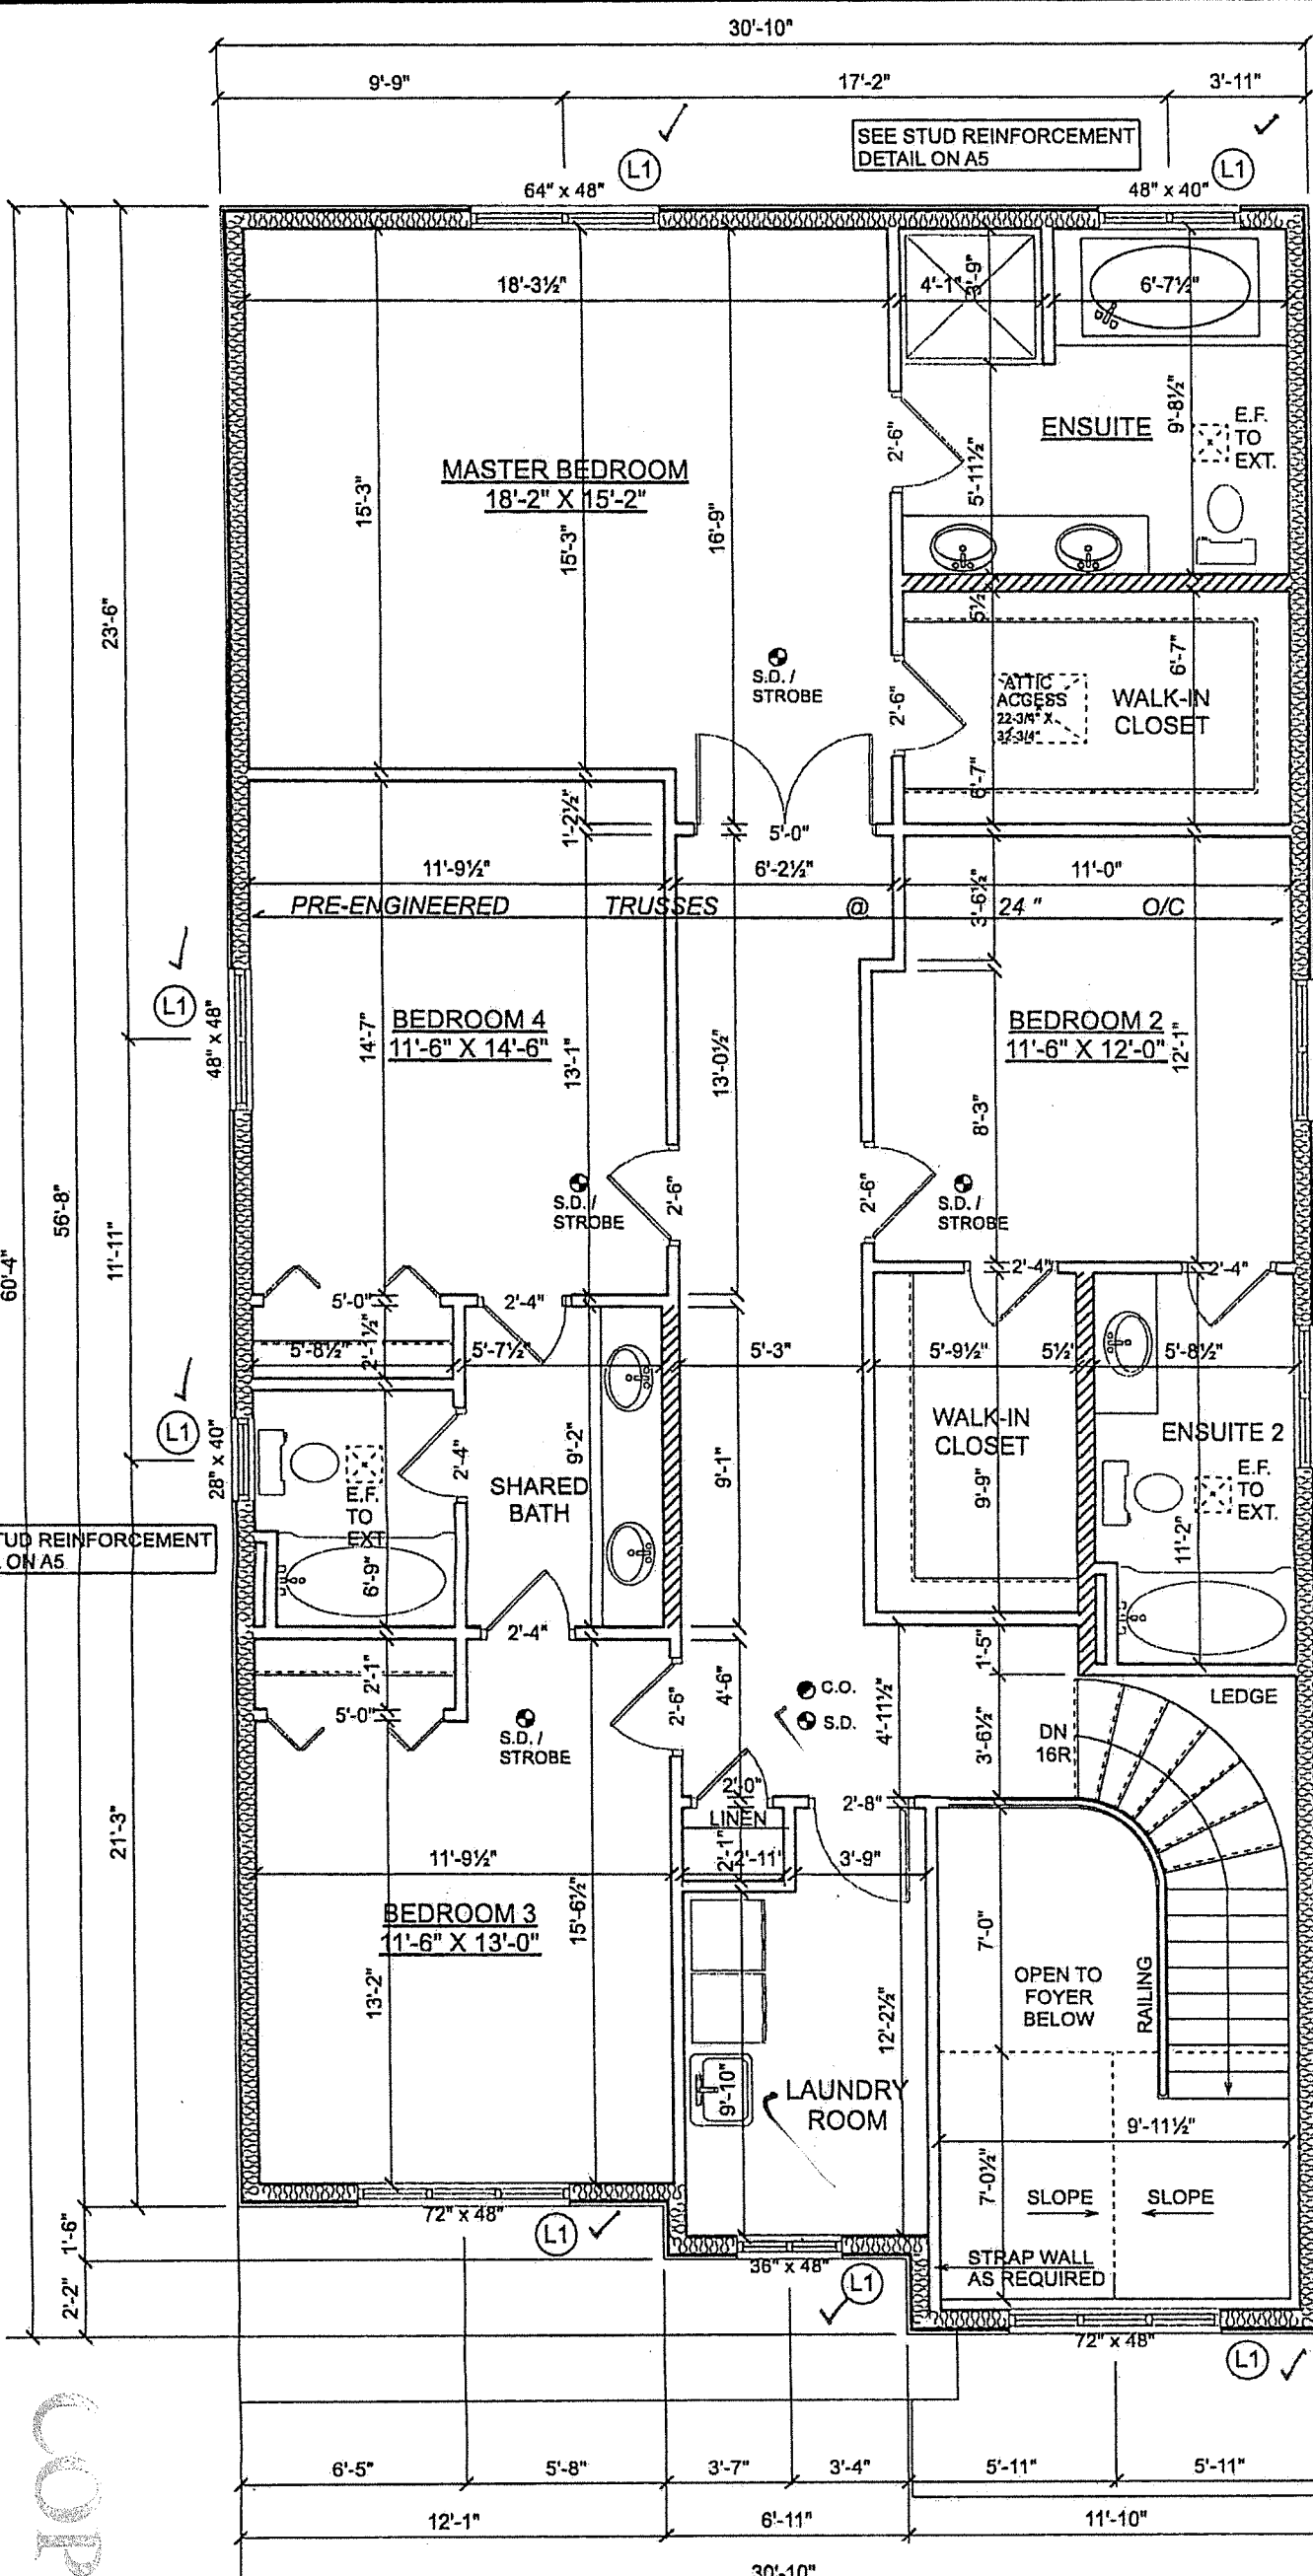 30'-10"
9'-9"
17'-2"
3'-11"
SEE STUD REINFORCEMENT
DETAIL ON A5
L1
L1
64" x 48"
48" x 40"
18'-3½"
4'-1"
3'-9"
6'-7½"
ENSUITE
9'-8½"
E.F.
TO
EXT.
2'-6"
5'-11½"
MASTER BEDROOM
18'-2" X 15'-2"
15'-3"
15'-3"
16'-9"
23'-6"
5½"
6'-7"
S.D. /
STROBE
2'-6"
ATTIC
ACCESS
22-3/4" X
32-3/4"
WALK-IN
CLOSET
6'-7"
1'-2½"
5'-0"
11'-9½"
6'-2½"
11'-0"
3'-6½"
PRE-ENGINEERED TRUSSES @ 24 " O/C
L1
48" x 48"
BEDROOM 4
11'-6" X 14'-6"
14'-7"
13'-1"
13'-0½"
BEDROOM 2
11'-6" X 12'-0"
12'-1"
8'-3"
60'-4"
56'-8"
11'-11"
S.D. /
STROBE
2'-6"
2'-6"
S.D. /
STROBE
5'-0"
2'-4"
2'-4"
2'-4"
2'-1½"
5'-8½"
5'-7½"
5'-3"
5'-9½"
5½"
5'-8½"
L1
28" x 40"
2'-4"
9'-2"
9'-1"
WALK-IN
CLOSET
9'-9"
ENSUITE 2
E.F.
TO
EXT.
11'-2"
SHARED
BATH
E.F.
TO
EXT
6'-9"
TUD REINFORCEMENT
ON A5
2'-4"
2'-1"
5'-0"
S.D. /
STROBE
2'-6"
4'-6"
C.O.
S.D.
4'-11½"
1'-5"
3'-6½"
LEDGE
DN
16R
2'-0"
LINEN
2'-8"
2'-1"
2'-11"
3'-9"
21'-3"
11'-9½"
BEDROOM 3
11'-6" X 13'-0"
15'-6½"
13'-2"
7'-0"
OPEN TO
FOYER
BELOW
RAILING
12'-2½"
9'-10"
LAUNDRY
ROOM
9'-11½"
7'-0½"
SLOPE
SLOPE
STRAP WALL
AS REQUIRED
72" x 48"
L1
36" x 48"
L1
72" x 48"
L1
1'-6"
2'-2"
6'-5"
5'-8"
3'-7"
3'-4"
5'-11"
5'-11"
12'-1"
6'-11"
11'-10"
30'-10"
COP